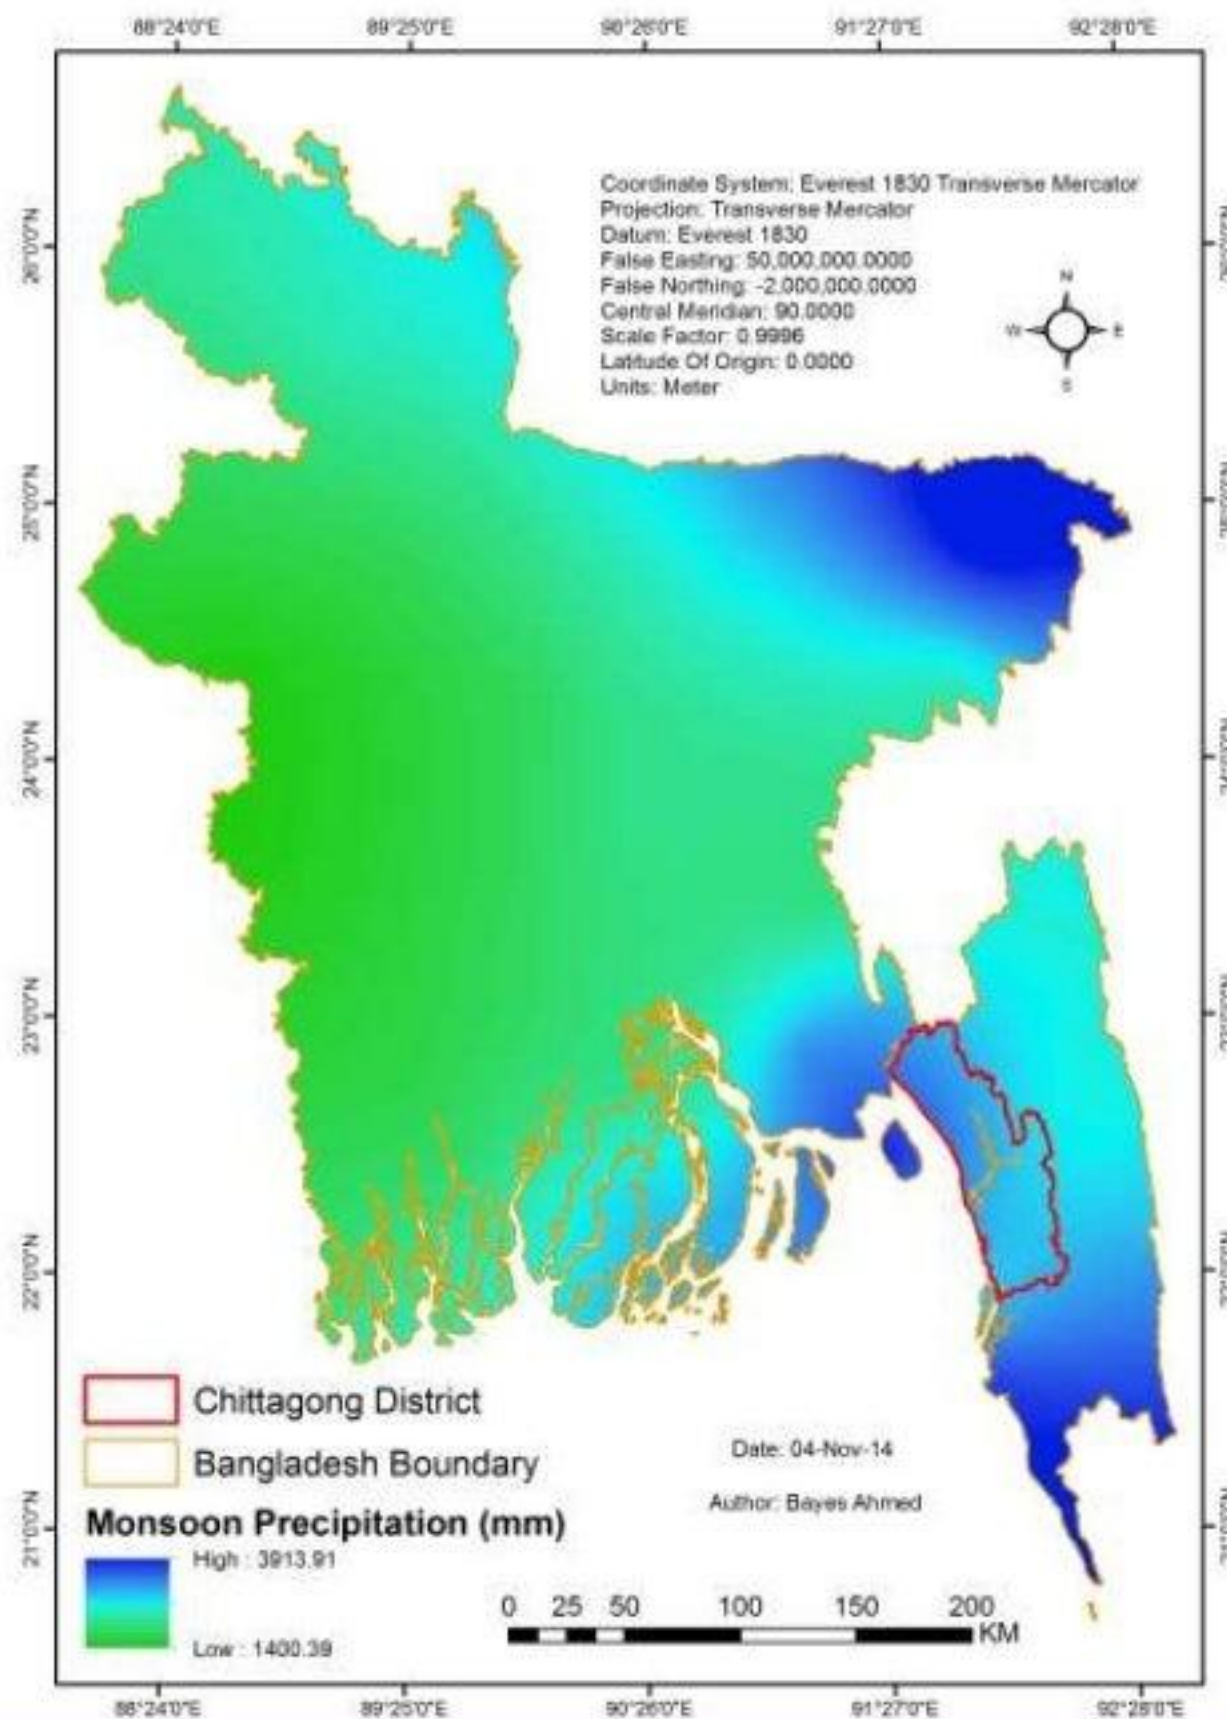 88°24'0"E 89°25'0"E 90°26'0"E 91°27'0"E 92°28'0"E
Coordinate System: Everest 1830 Transverse Mercator
Projection: Transverse Mercator
Datum: Everest 1830
False Easting: 50,000,000.0000
False Northing: -2,000,000.0000
Central Meridian: 90.0000
Scale Factor: 0.9996
Latitude Of Origin: 0.0000
Units: Meter
N
W E
S
26°0'0"N
25°0'0"N
24°0'0"N
23°0'0"N
22°0'0"N
21°0'0"N
Chittagong District
Bangladesh Boundary
Monsoon Precipitation (mm)
High : 3913.91
Low : 1400.39
Date: 04-Nov-14
Author: Bayes Ahmed
0 25 50 100 150 200
KM
88°24'0"E 89°25'0"E 90°26'0"E 91°27'0"E 92°28'0"E